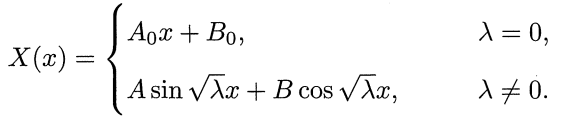 X(x) = { A₀x + B₀, λ = 0,
A sin √λx + B cos √λx, λ ≠ 0.